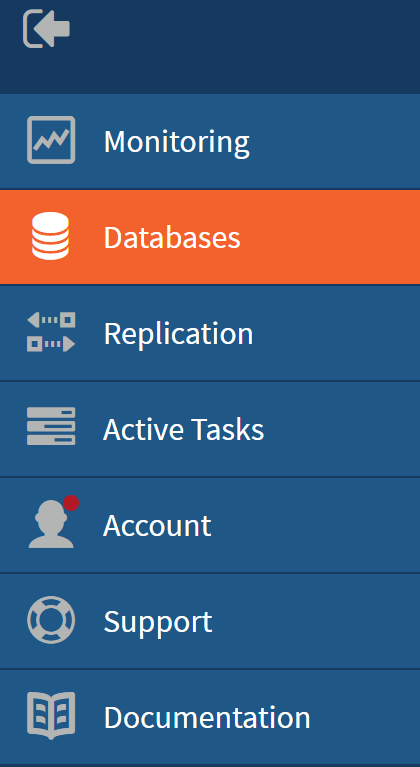 Monitoring
Databases
Replication
Active Tasks
Account
Support
Documentation